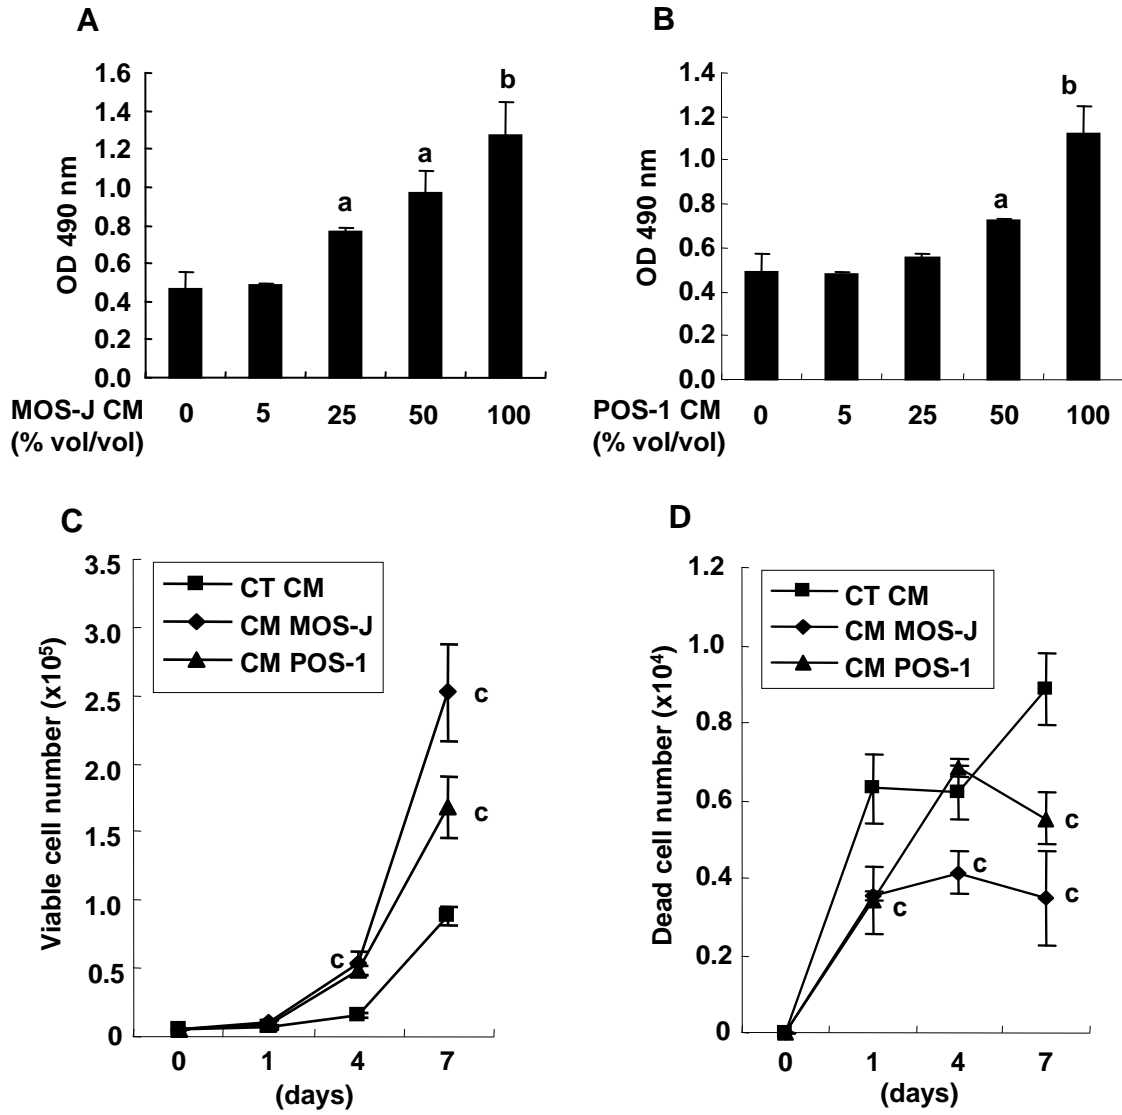 A
1.6
1.4
1.2
1.0
0.8
0.6
0.4
0.2
0.0
OD 490 nm
a
a
b
MOS-J CM
(% vol/vol)
0 5 25 50 100
B
1.4
1.2
1.0
0.8
0.6
0.4
0.2
0.0
OD 490 nm
a
b
POS-1 CM
(% vol/vol)
0 5 25 50 100
C
3.5
3.0
2.5
2.0
1.5
1.0
0.5
0
Viable cell number (x10⁵)
CT CM
CM MOS-J
CM POS-1
c
c
c
0 1 4 7
(days)
D
1.2
1.0
0.8
0.6
0.4
0.2
0
Dead cell number (x10⁴)
CT CM
CM MOS-J
CM POS-1
c
c
c
c
0 1 4 7
(days)